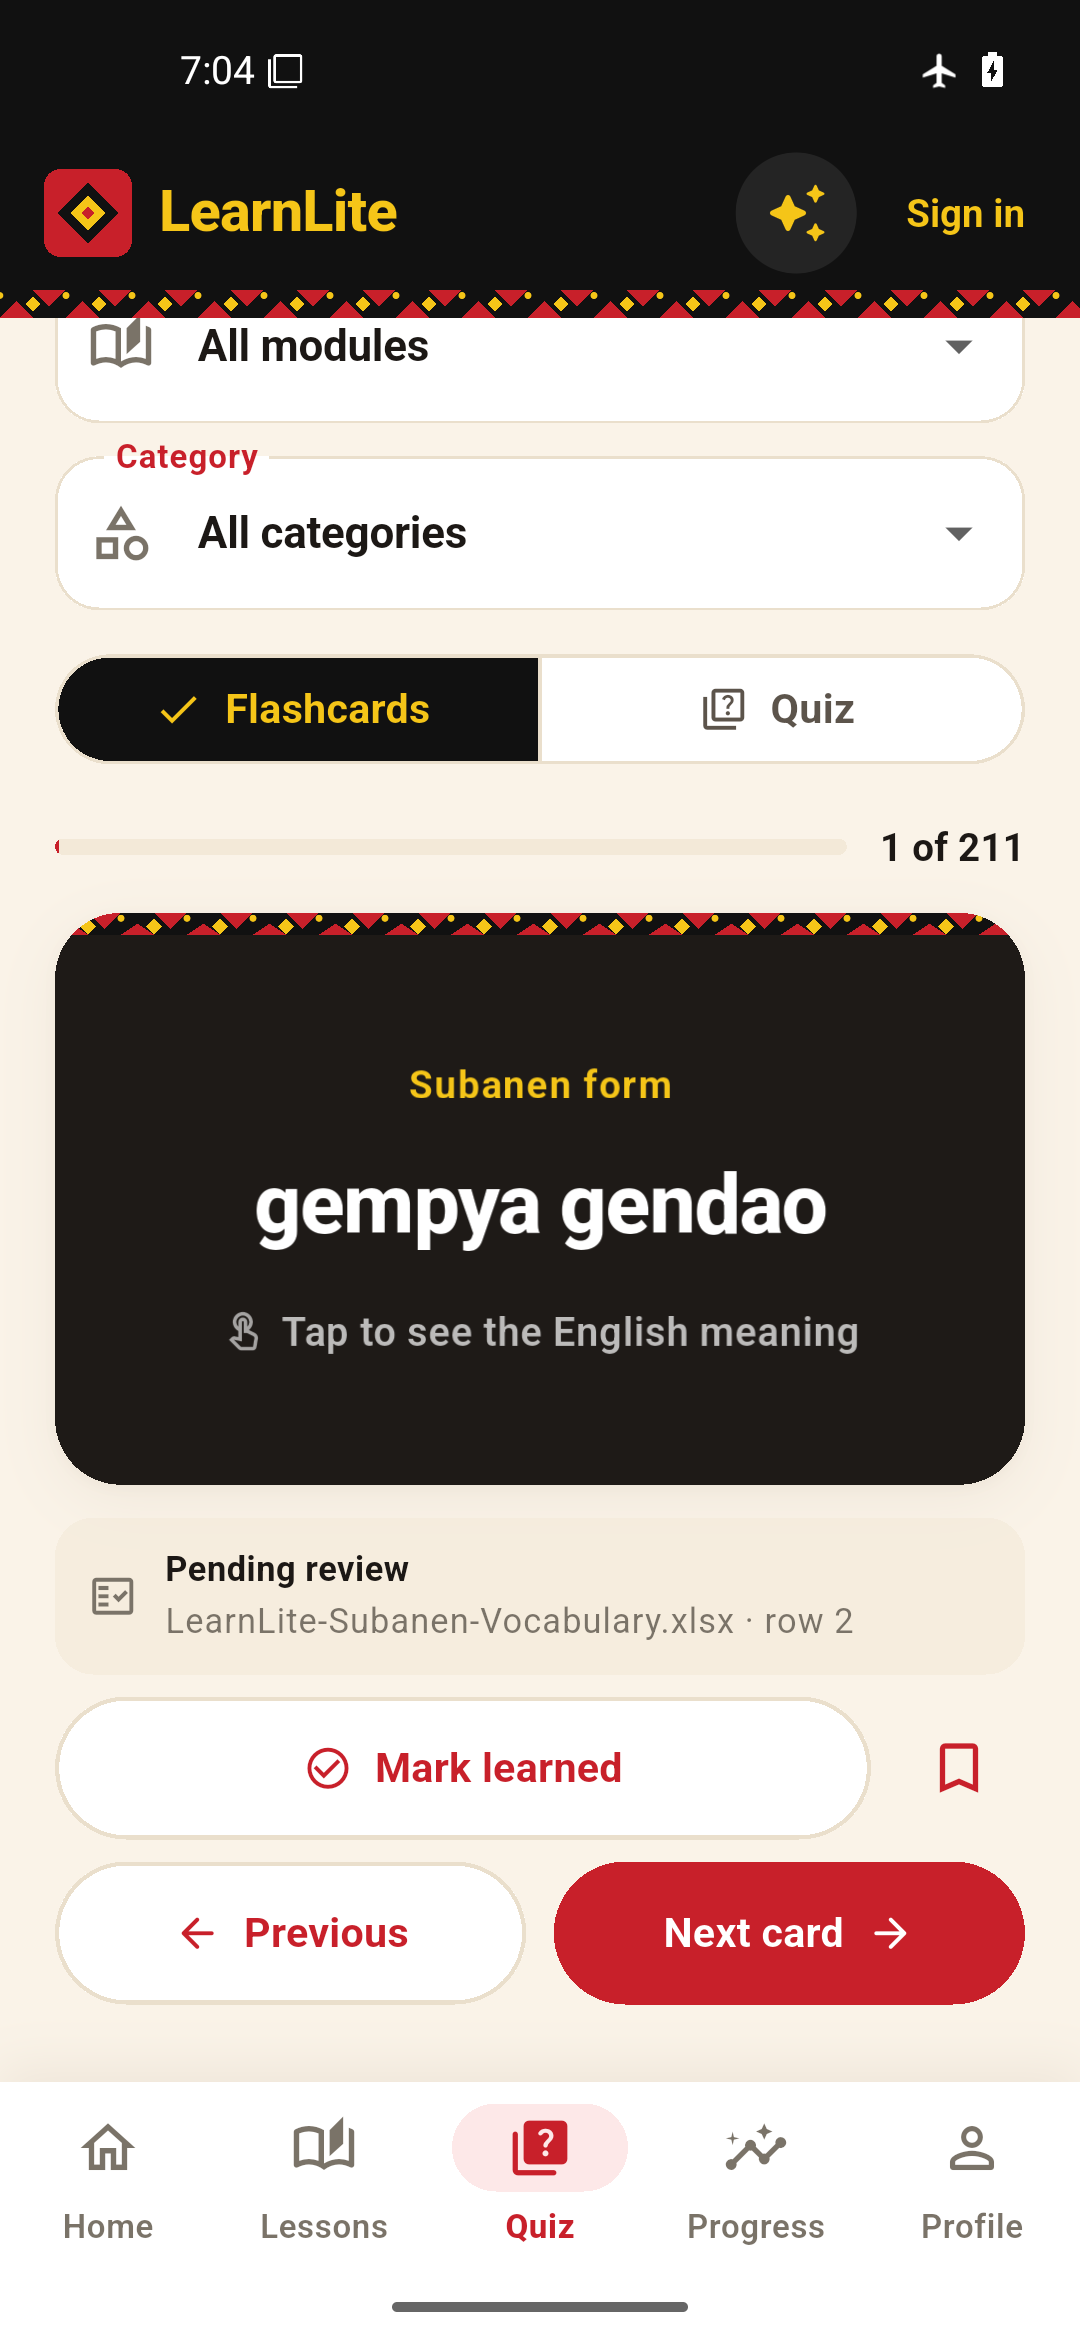 7:04
LearnLite
Sign in
All modules
Category
All categories
Flashcards
Quiz
1 of 211
Subanen form
gempya gendao
Tap to see the English meaning
Pending review
LearnLite-Subanen-Vocabulary.xlsx · row 2
Mark learned
Previous
Next card
Home
Lessons
Quiz
Progress
Profile